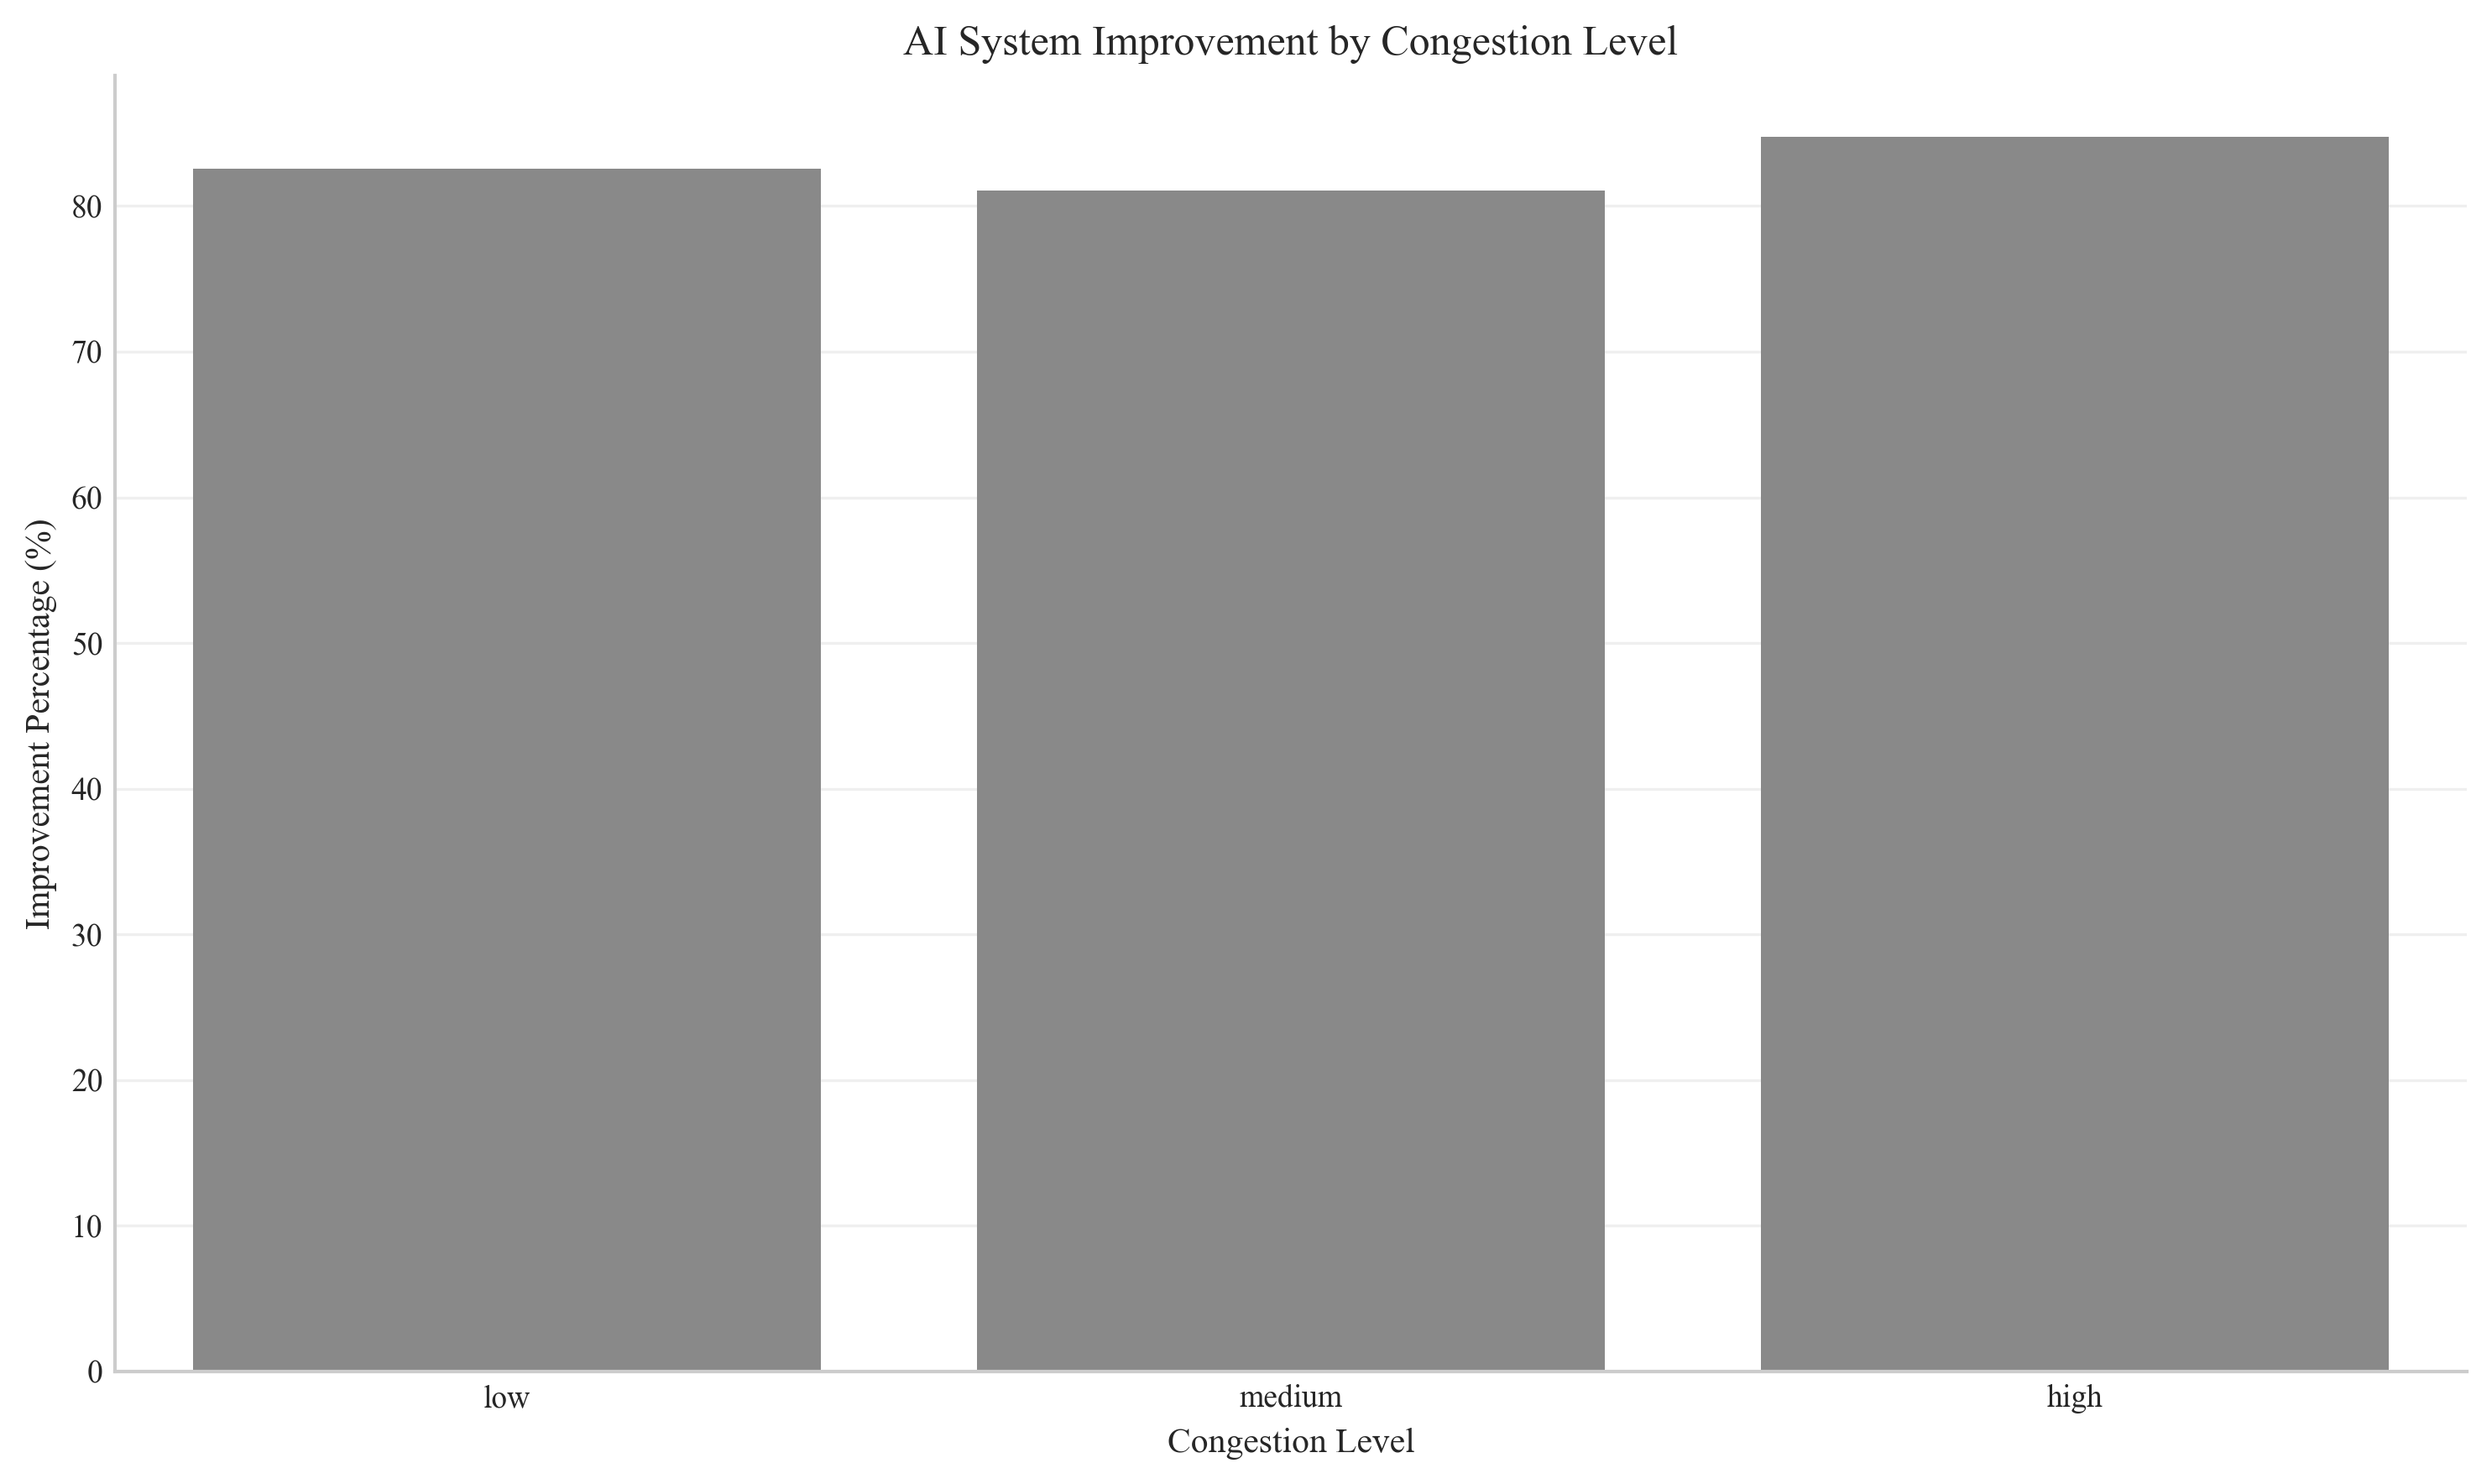 AI System Improvement by Congestion Level
Improvement Percentage (%)
80
70
60
50
40
30
20
10
0
low medium high
Congestion Level